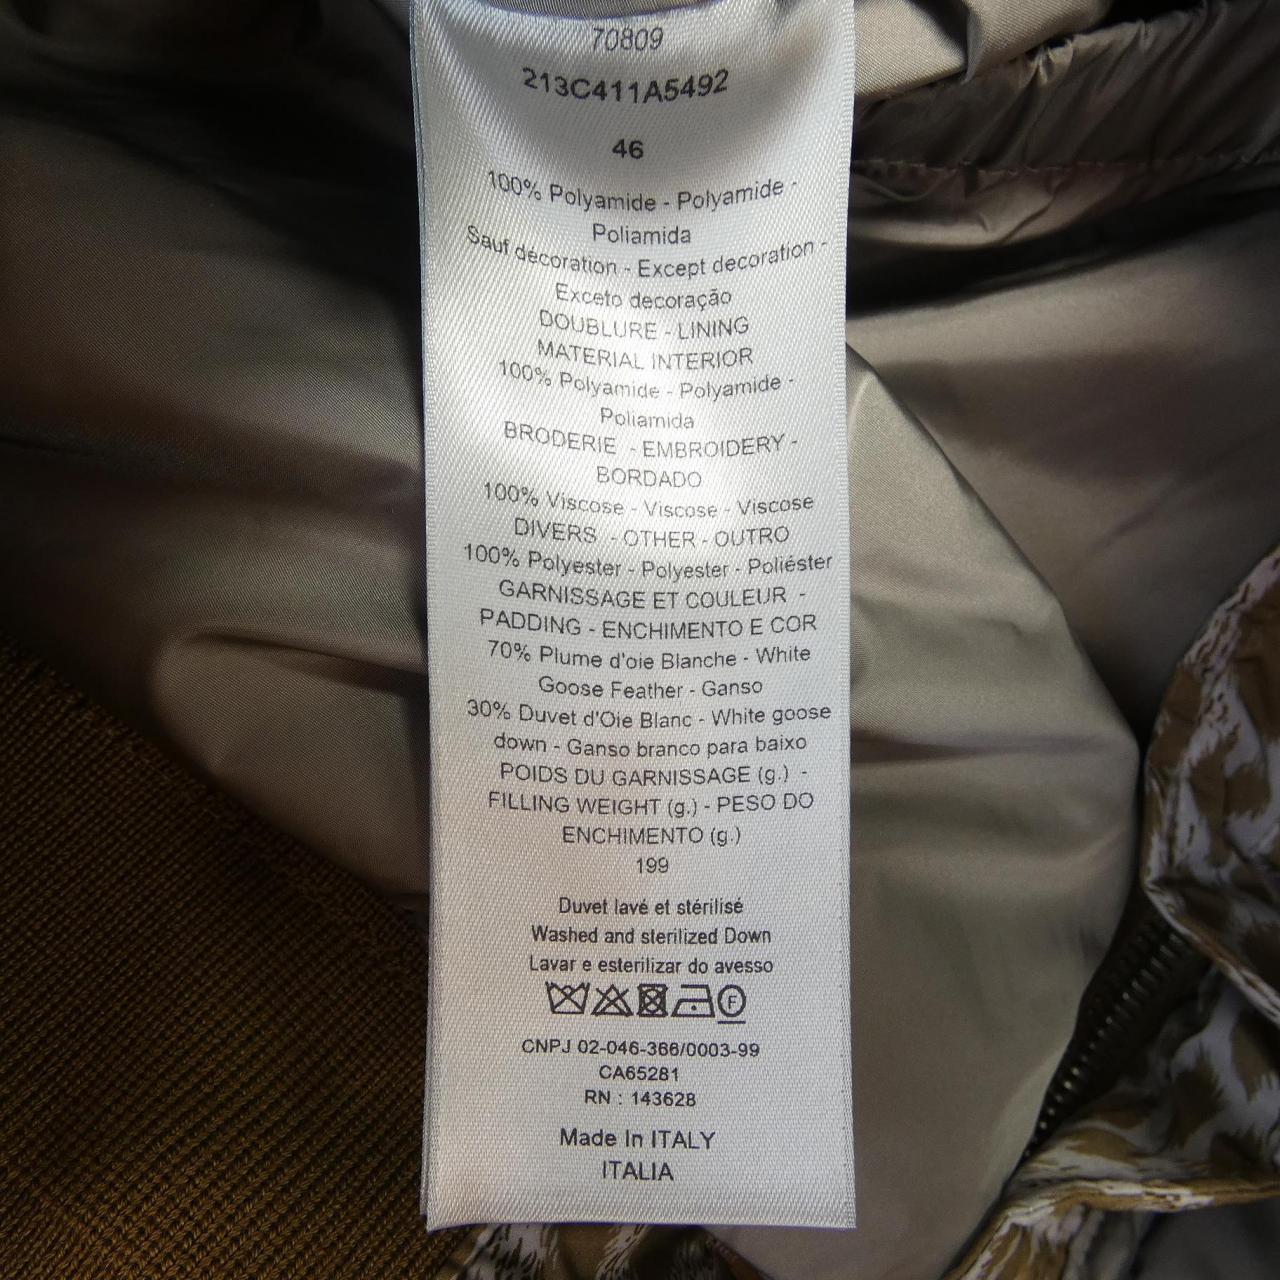 70809
213C411A5492
46
100% Polyamide - Polyamide -
Poliamida
Sauf décoration - Except decoration -
Exceto decoração
DOUBLURE - LINING
MATERIAL INTERIOR
100% Polyamide - Polyamide -
Poliamida
BRODERIE - EMBROIDERY -
BORDADO
100% Viscose - Viscose - Viscose
DIVERS - OTHER - OUTRO
100% Polyester - Polyester - Poliéster
GARNISSAGE ET COULEUR -
PADDING - ENCHIMENTO E COR
70% Plume d'oie Blanche - White
Goose Feather - Ganso
30% Duvet d'Oie Blanc - White goose
down - Ganso branco para baixo
POIDS DU GARNISSAGE (g.) -
FILLING WEIGHT (g.) - PESO DO
ENCHIMENTO (g.)
199
Duvet lavé et stérilisé
Washed and sterilized Down
Lavar e esterilizar do avesso
F
CNPJ 02-046-366/0003-99
CA65281
RN : 143628
Made In ITALY
ITALIA